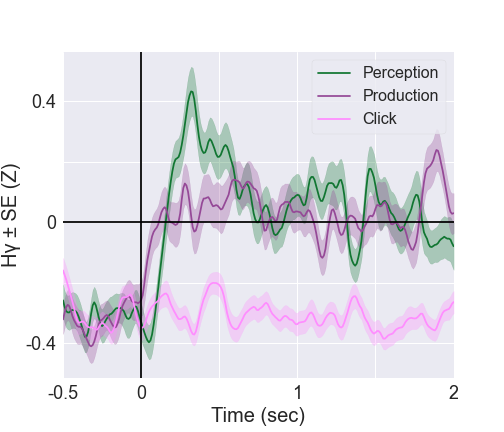 Perception
Production
Click
Hγ ± SE (Z)
0.4
0
-0.4
-0.5
0
1
2
Time (sec)